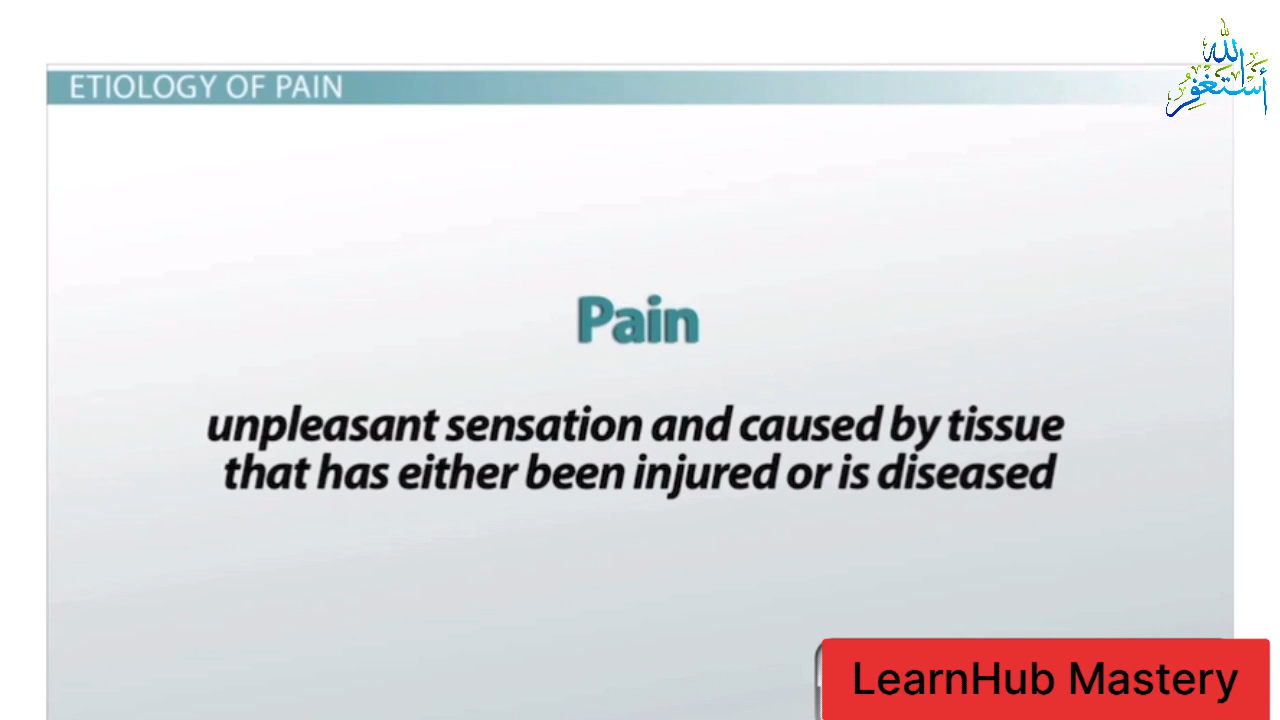 ETIOLOGY OF PAIN
أستغفر الله
Pain
unpleasant sensation and caused by tissue
that has either been injured or is diseased
LearnHub Mastery